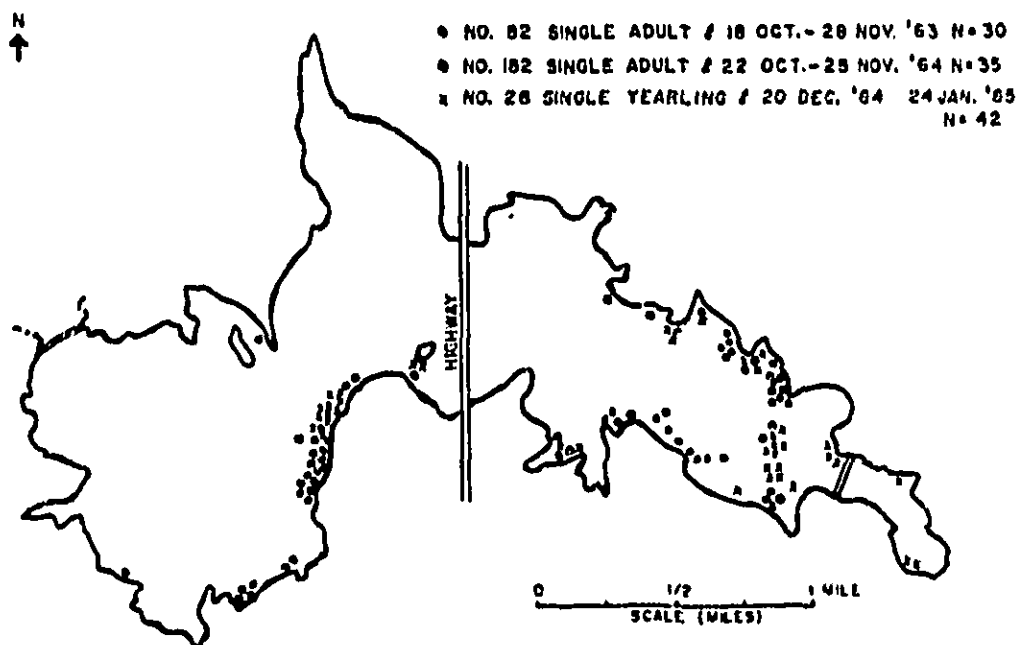 N
NO. 82 SINGLE ADULT 18 OCT.-28 NOV. '63 N=30
NO. 182 SINGLE ADULT 22 OCT.-25 NOV. '64 N=35
x NO. 26 SINGLE YEARLING 20 DEC. '64 24 JAN. '65
N= 42
HIGHWAY
0 1/2 1 MILE
SCALE (MILES)